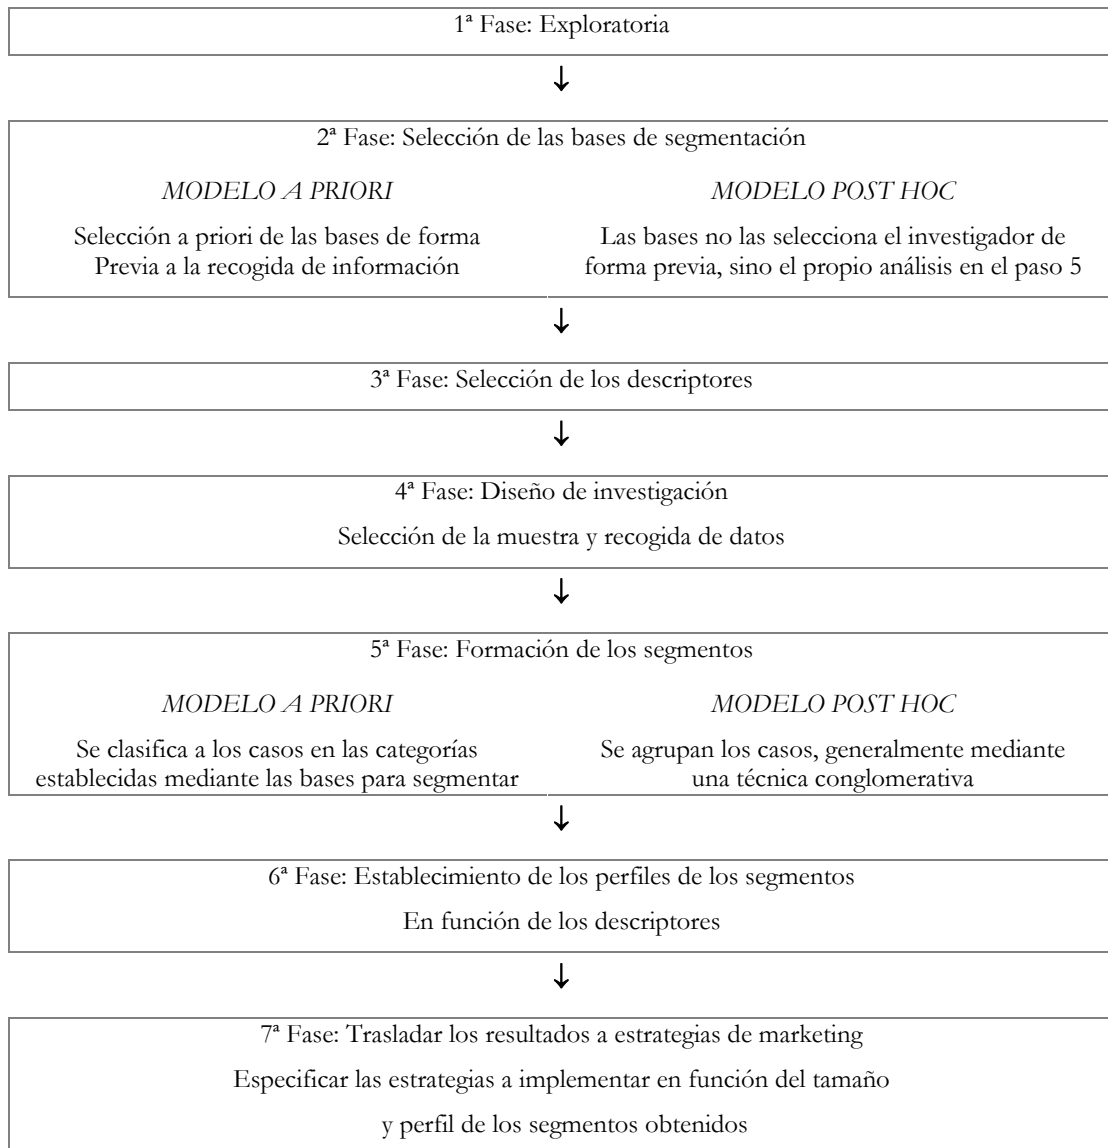 1ª Fase: Exploratoria
2ª Fase: Selección de las bases de segmentación
MODELO A PRIORI
Selección a priori de las bases de forma
Previa a la recogida de información
MODELO POST HOC
Las bases no las selecciona el investigador de
forma previa, sino el propio análisis en el paso 5
3ª Fase: Selección de los descriptores
4ª Fase: Diseño de investigación
Selección de la muestra y recogida de datos
5ª Fase: Formación de los segmentos
MODELO A PRIORI
Se clasifica a los casos en las categorías
establecidas mediante las bases para segmentar
MODELO POST HOC
Se agrupan los casos, generalmente mediante
una técnica conglomerativa
6ª Fase: Establecimiento de los perfiles de los segmentos
En función de los descriptores
7ª Fase: Trasladar los resultados a estrategias de marketing
Especificar las estrategias a implementar en función del tamaño
y perfil de los segmentos obtenidos